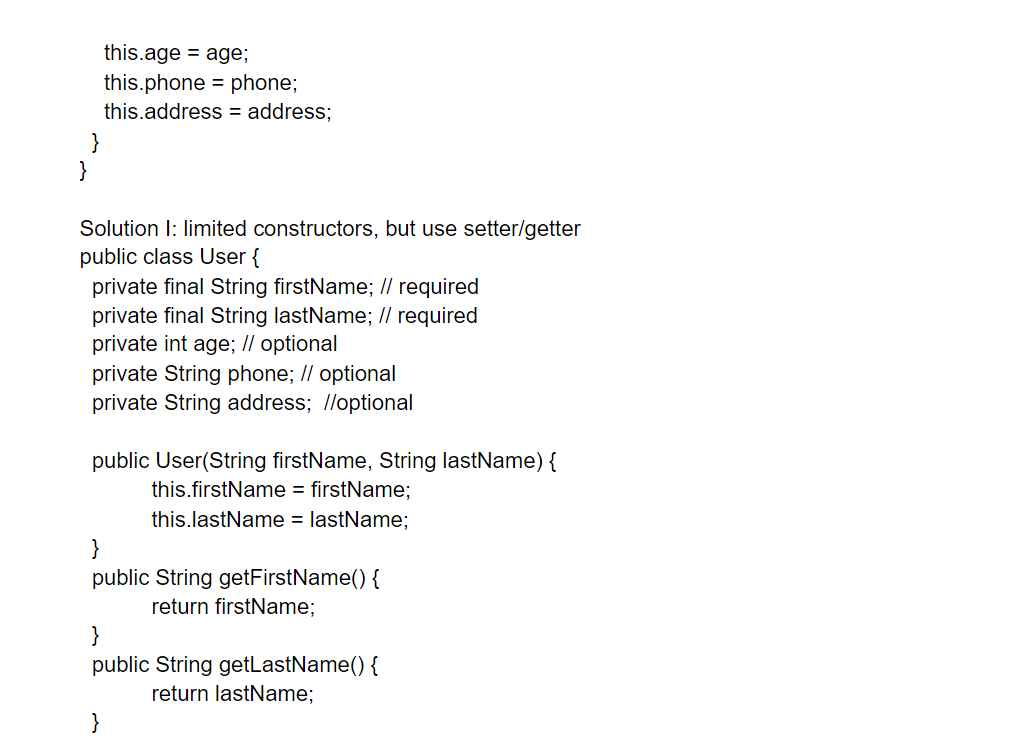 this.age = age;
this.phone = phone;
this.address = address;
}
}
Solution I: limited constructors, but use setter/getter
public class User {
private final String firstName; // required
private final String lastName; // required
private int age; // optional
private String phone; // optional
private String address;  //optional
public User(String firstName, String lastName) {
this.firstName = firstName;
this.lastName = lastName;
}
public String getFirstName() {
return firstName;
}
public String getLastName() {
return lastName;
}